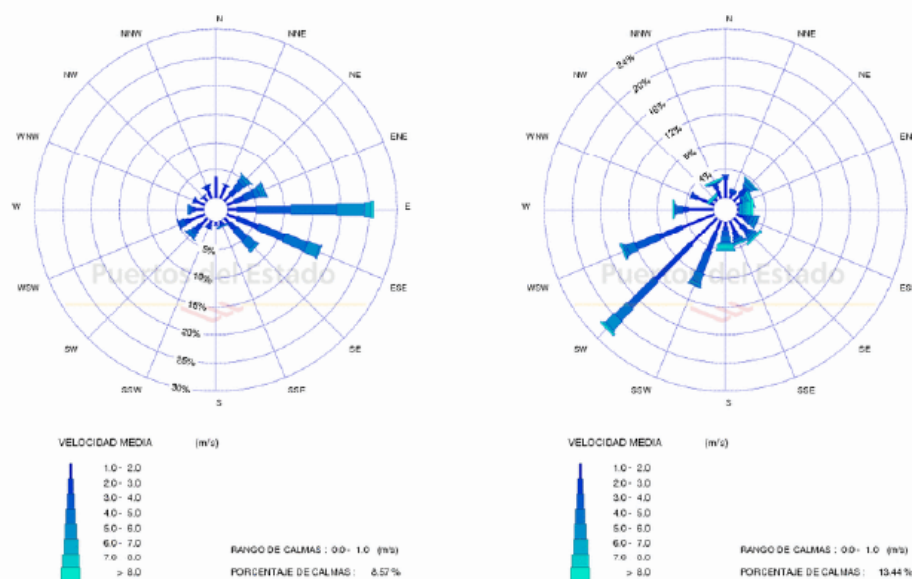 N
NNW
NNE
NW
NE
WNW
ENE
W
E
5%
10%
15%
20%
25%
30%
WSW
ESE
SW
SE
SSW
SSE
S
Puertos del Estado
VELOCIDAD MEDIA (m/s)
1.0 - 2.0
2.0 - 3.0
3.0 - 4.0
4.0 - 5.0
5.0 - 6.0
6.0 - 7.0
> 8.0
RANGO DE CALMAS : 0.0 - 1.0 (m/s)
PORCENTAJE DE CALMAS : 8.57 %
N
NNW
NNE
24%
20%
16%
12%
8%
4%
NW
NE
WNW
ENE
W
E
WSW
ESE
SW
SE
SSW
SSE
S
Puertos del Estado
VELOCIDAD MEDIA (m/s)
1.0 - 2.0
2.0 - 3.0
3.0 - 4.0
4.0 - 5.0
5.0 - 6.0
6.0 - 7.0
> 8.0
RANGO DE CALMAS : 0.0 - 1.0 (m/s)
PORCENTAJE DE CALMAS : 13.44 %